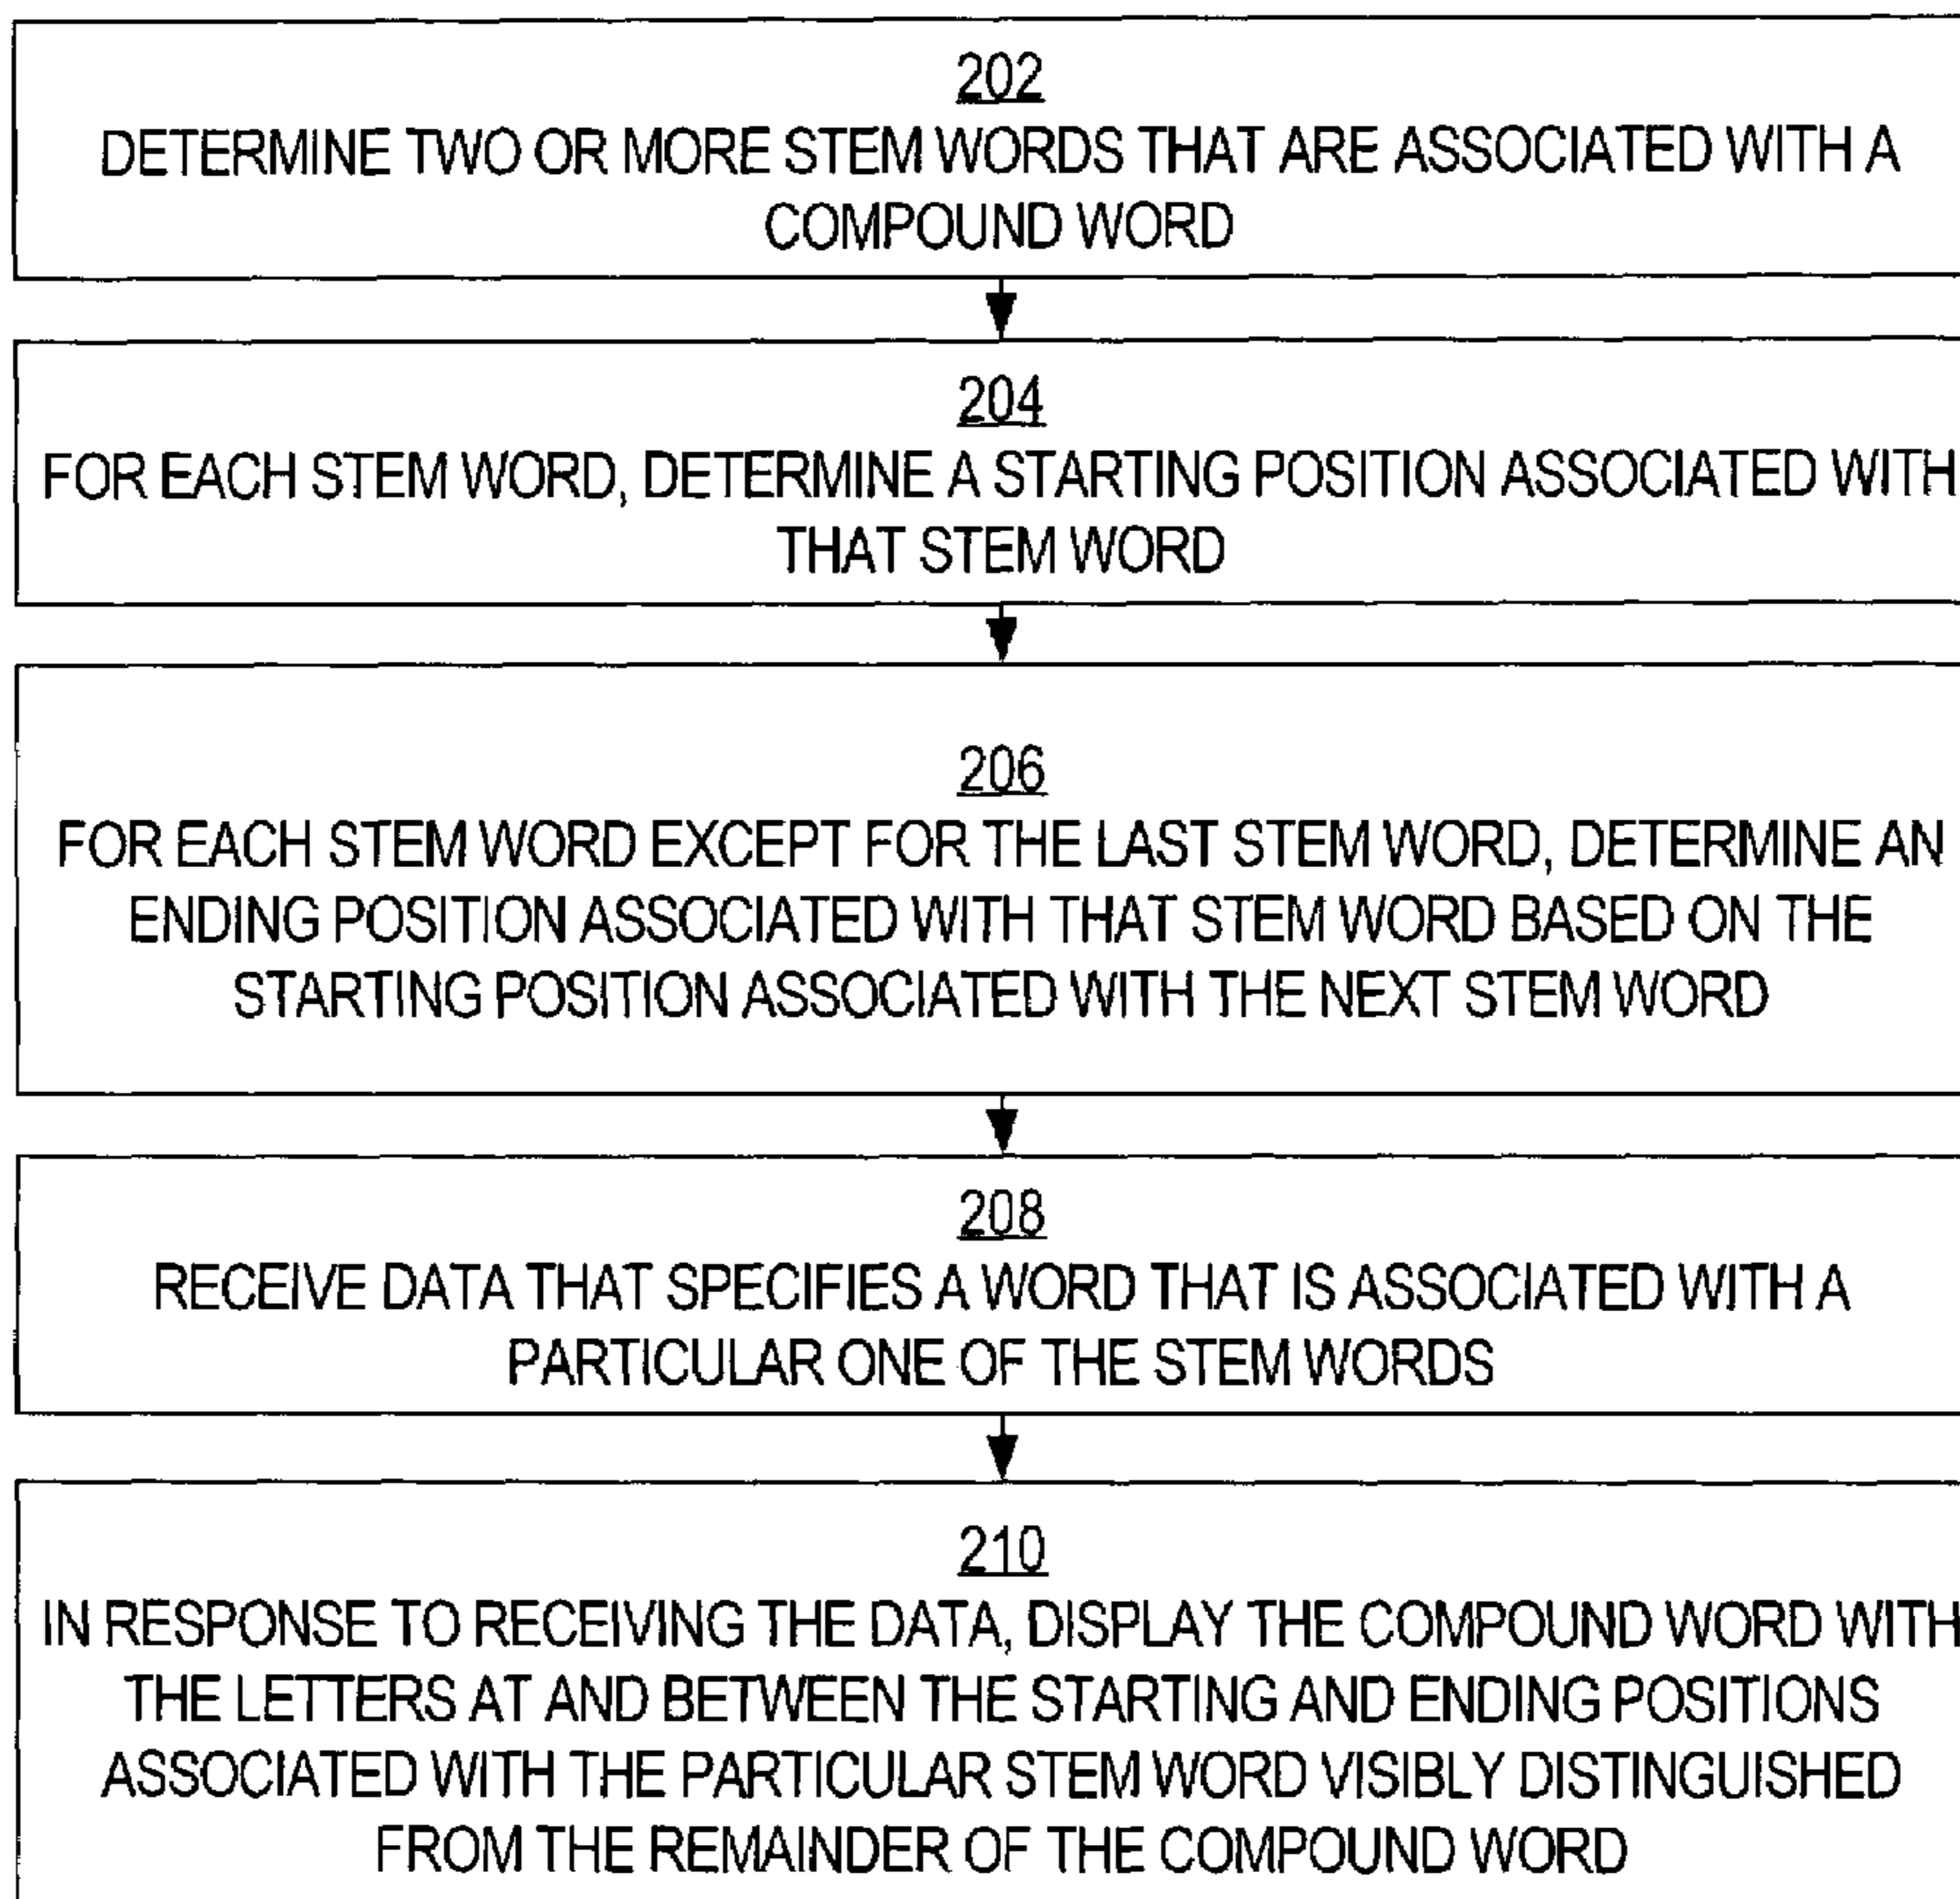 202
DETERMINE TWO OR MORE STEM WORDS THAT ARE ASSOCIATED WITH A
COMPOUND WORD
204
FOR EACH STEM WORD, DETERMINE A STARTING POSITION ASSOCIATED WITH
THAT STEM WORD
206
FOR EACH STEM WORD EXCEPT FOR THE LAST STEM WORD, DETERMINE AN
ENDING POSITION ASSOCIATED WITH THAT STEM WORD BASED ON THE
STARTING POSITION ASSOCIATED WITH THE NEXT STEM WORD
208
RECEIVE DATA THAT SPECIFIES A WORD THAT IS ASSOCIATED WITH A
PARTICULAR ONE OF THE STEM WORDS
210
IN RESPONSE TO RECEIVING THE DATA, DISPLAY THE COMPOUND WORD WITH
THE LETTERS AT AND BETWEEN THE STARTING AND ENDING POSITIONS
ASSOCIATED WITH THE PARTICULAR STEM WORD VISIBLY DISTINGUISHED
FROM THE REMAINDER OF THE COMPOUND WORD